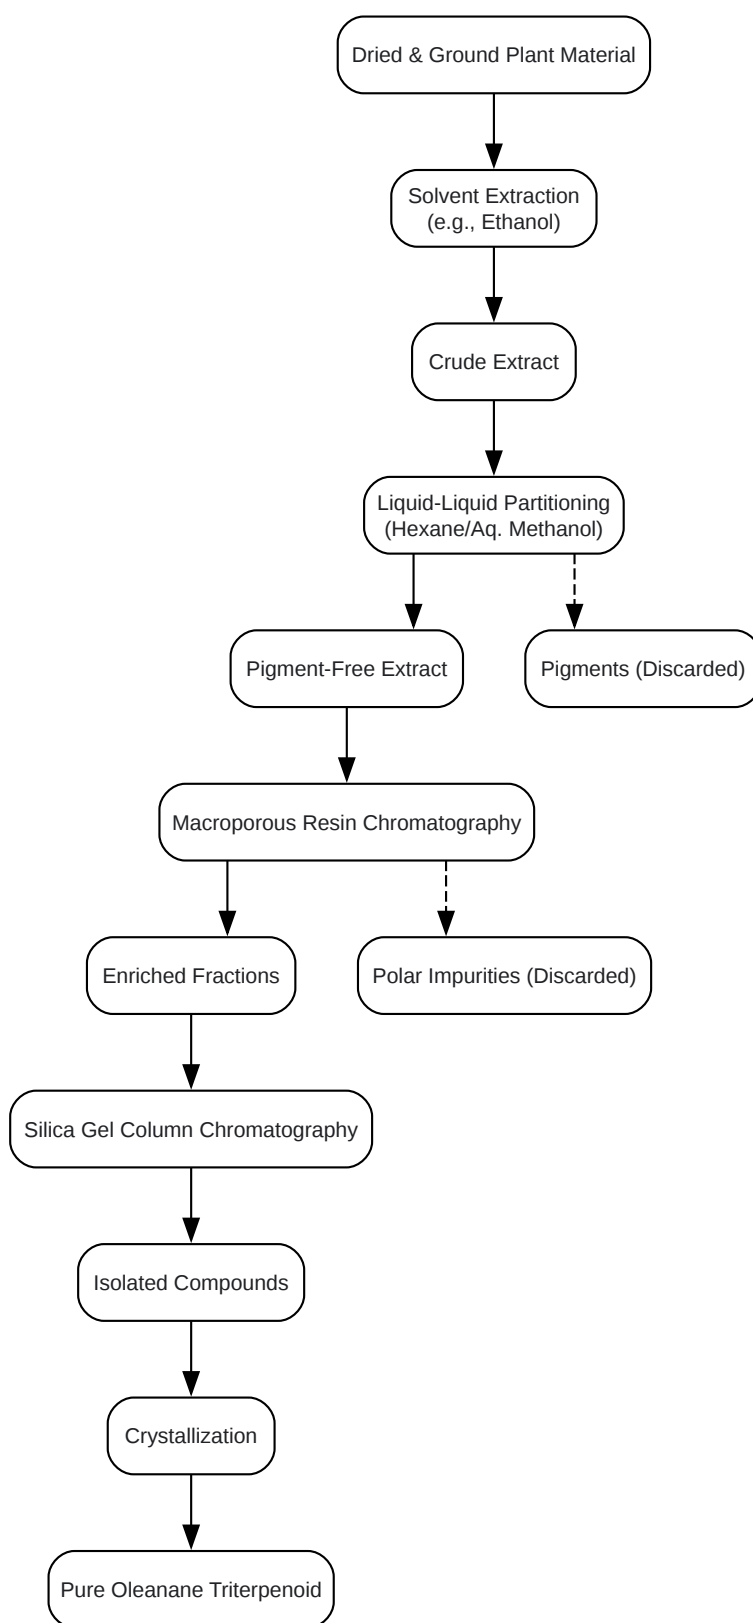 Dried & Ground Plant Material
Solvent Extraction
(e.g., Ethanol)
Crude Extract
Liquid-Liquid Partitioning
(Hexane/Aq. Methanol)
Pigment-Free Extract
Pigments (Discarded)
Macroporous Resin Chromatography
Enriched Fractions
Polar Impurities (Discarded)
Silica Gel Column Chromatography
Isolated Compounds
Crystallization
Pure Oleanane Triterpenoid